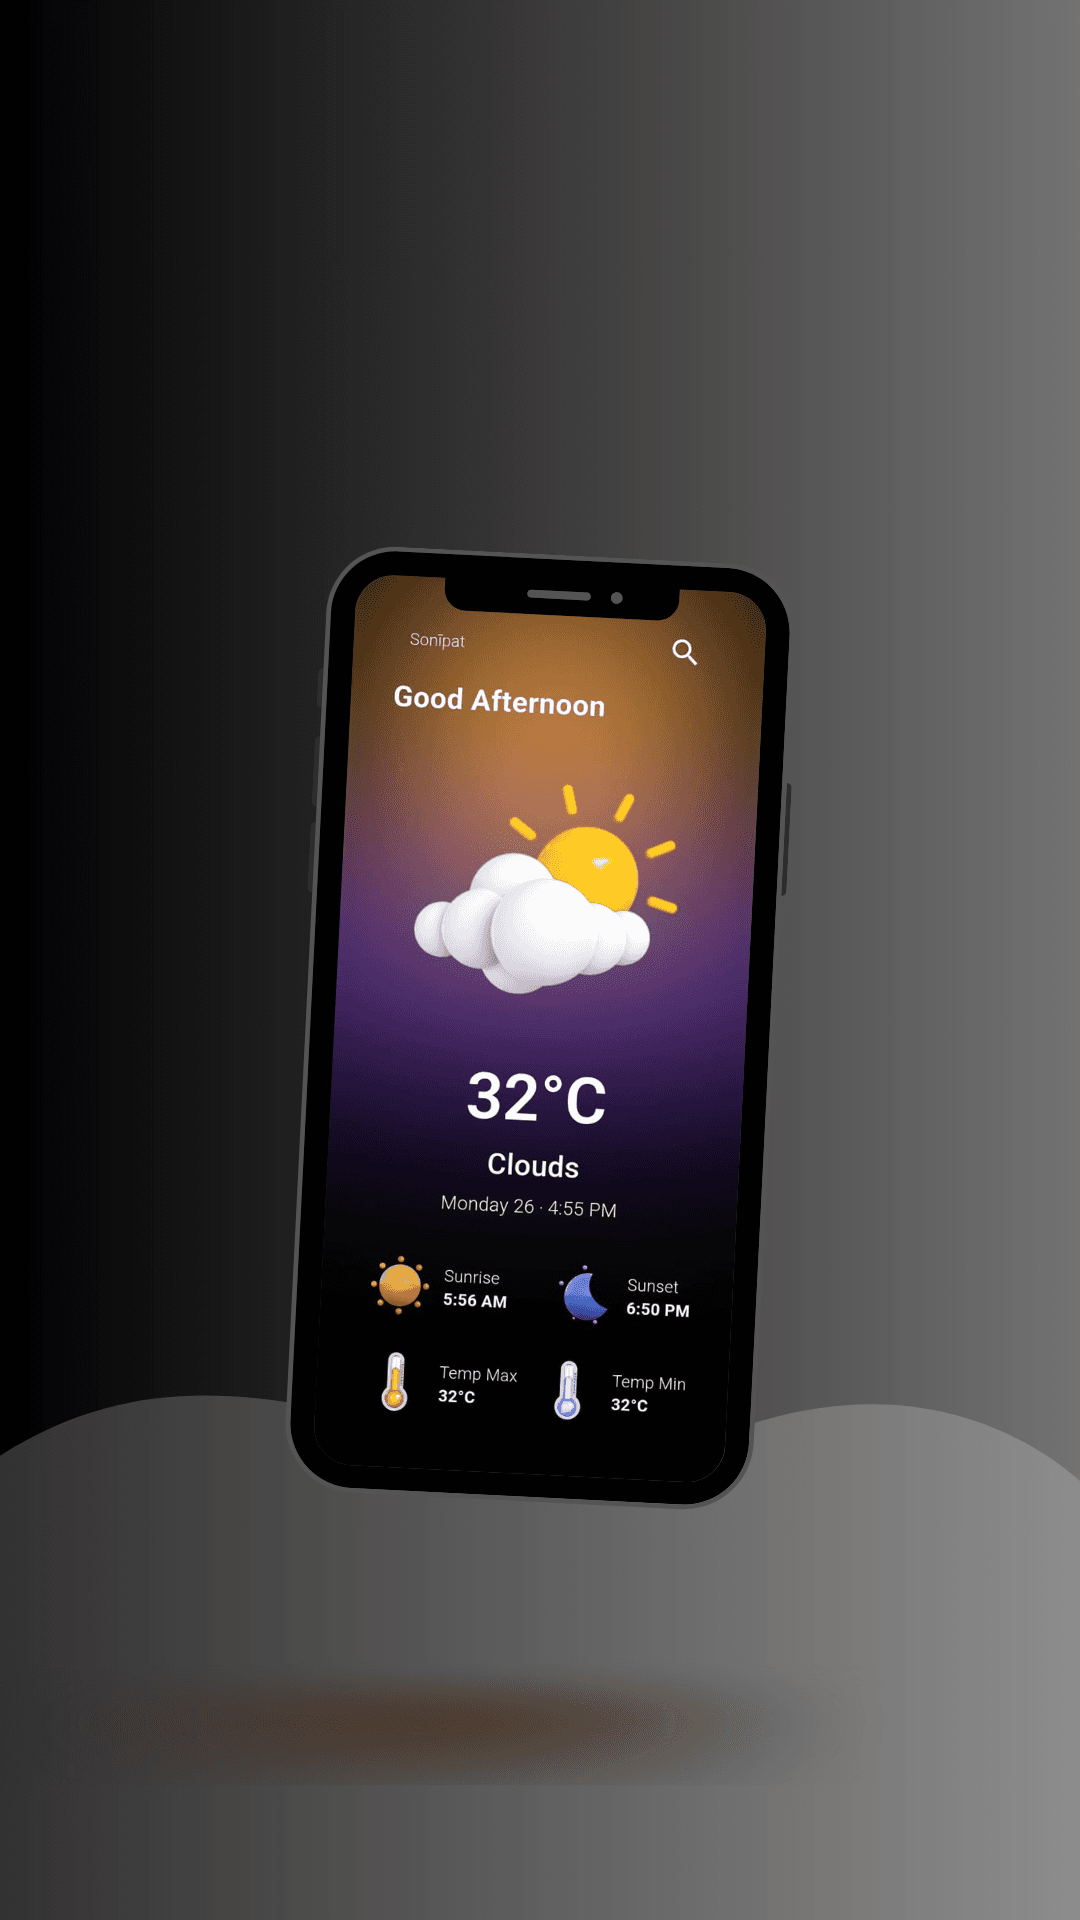 Sonīpat
Good Afternoon
32°C
Clouds
Monday 26 · 4:55 PM
Sunrise
5:56 AM
Sunset
6:50 PM
Temp Max
32°C
Temp Min
32°C